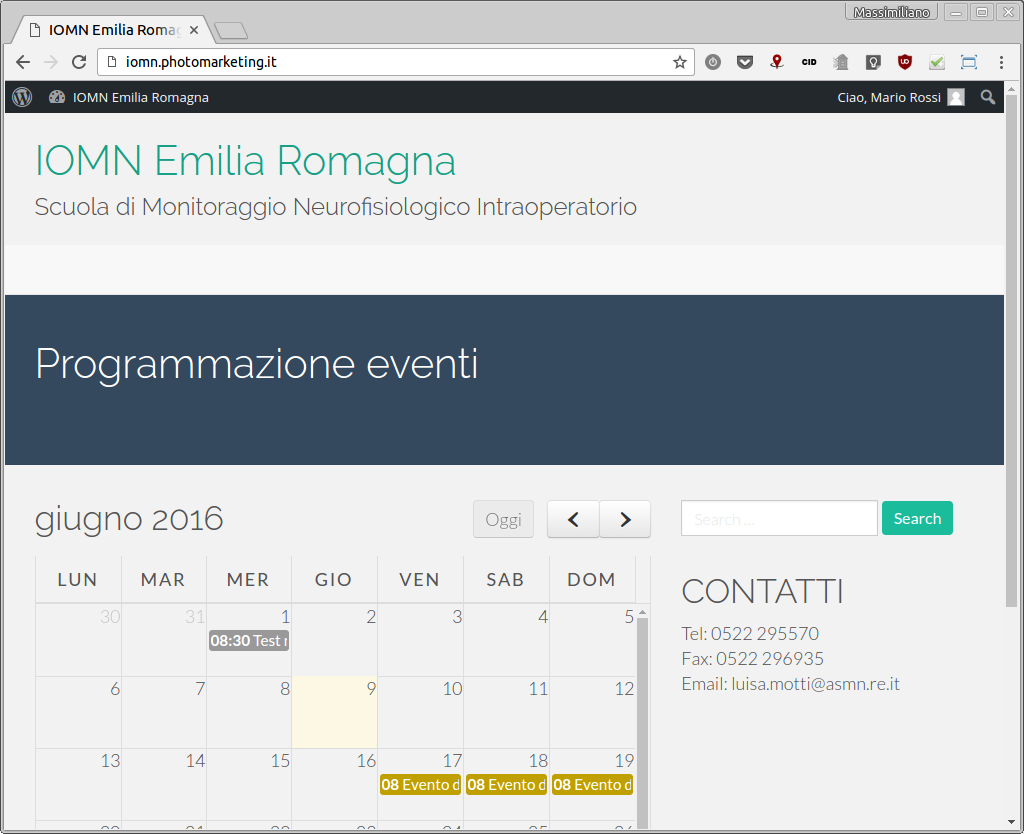 Massimiliano
IOMN Emilia Roma
iomn.photomarketing.it
CID
UO
IOMN Emilia Romagna
Ciao, Mario Rossi
IOMN Emilia Romagna
Scuola di Monitoraggio Neurofisiologico Intraoperatorio
Programmazione eventi
giugno 2016
Oggi
Search ...
Search
LUN MAR MER GIO VEN SAB DOM
30 31 1 2 3 4 5
08:30 Test
6 7 8 9 10 11 12
13 14 15 16 17 18 19
08 Evento d 08 Evento d 08 Evento d
CONTATTI
Tel: 0522 295570
Fax: 0522 296935
Email: luisa.motti@asmn.re.it